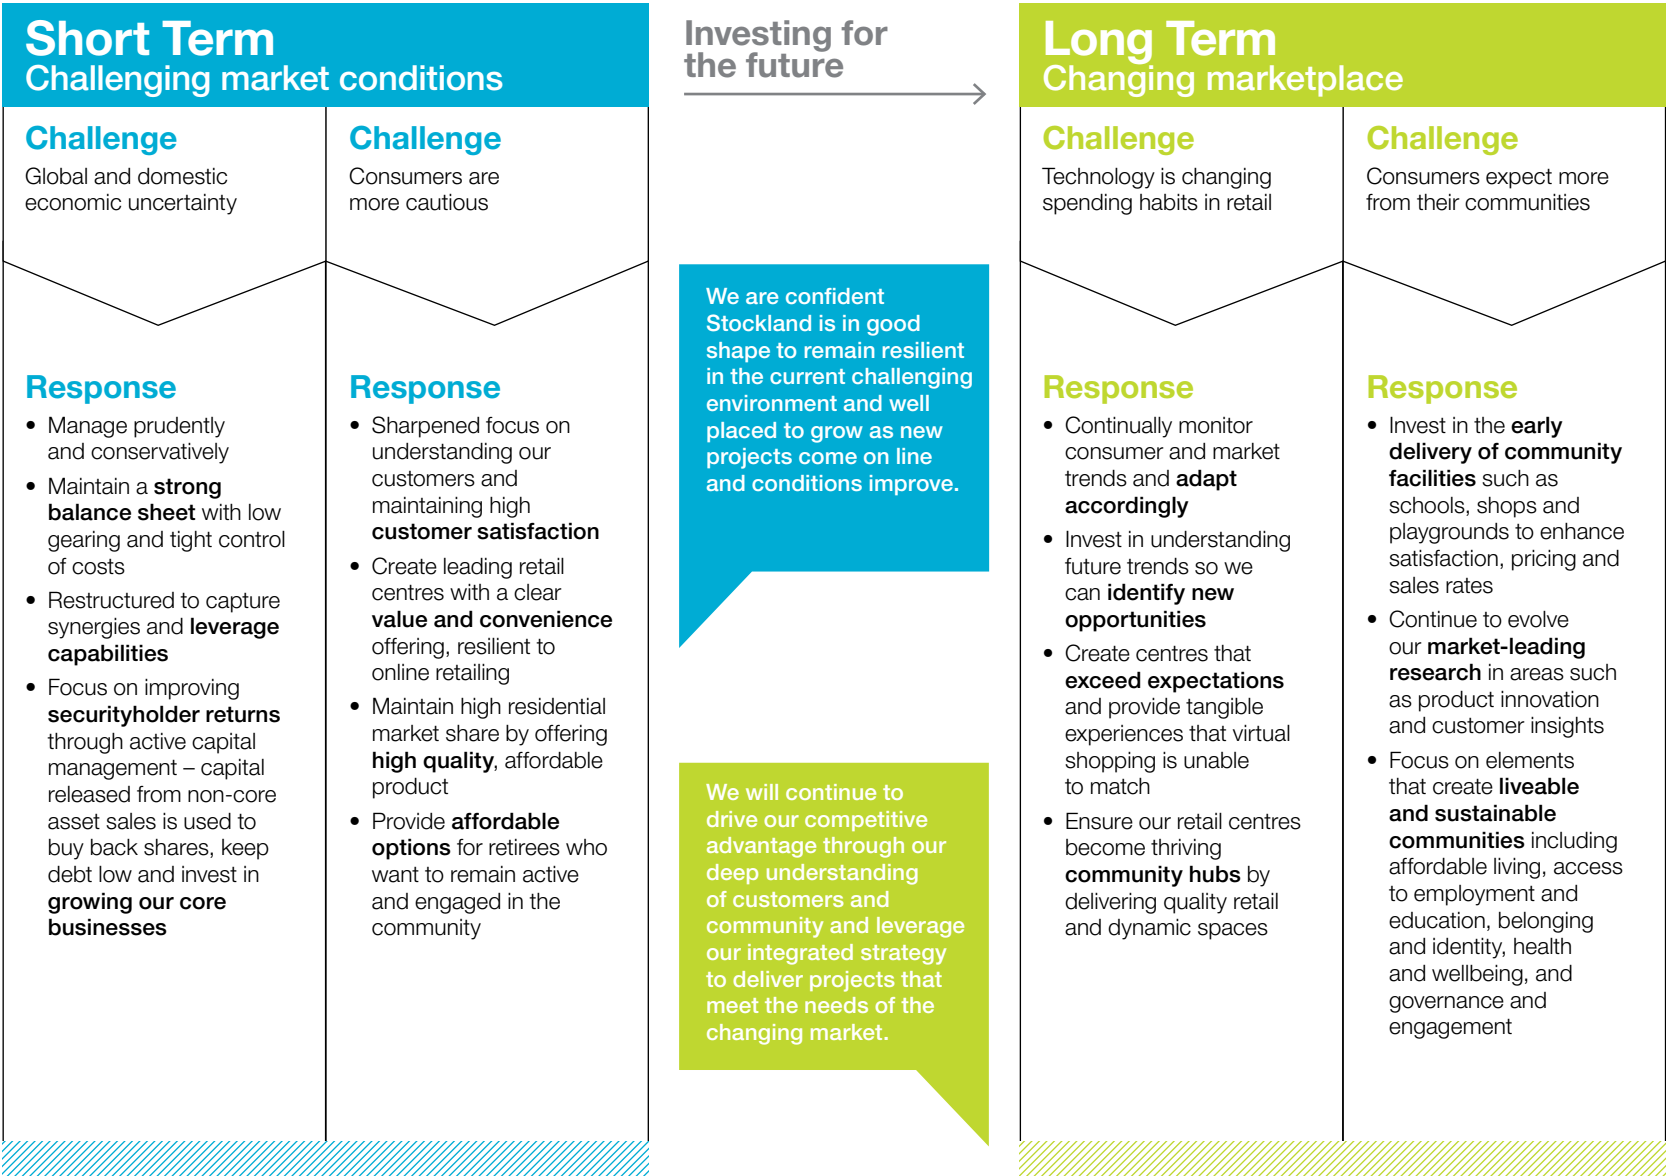 Short Term
Challenging market conditions
Challenge
Global and domestic
economic uncertainty
Response
• Manage prudently
and conservatively
• Maintain a strong
balance sheet with low
gearing and tight control
of costs
• Restructured to capture
synergies and leverage
capabilities
• Focus on improving
securityholder returns
through active capital
management – capital
released from non-core
asset sales is used to
buy back shares, keep
debt low and invest in
growing our core
businesses
Challenge
Consumers are
more cautious
Response
• Sharpened focus on
understanding our
customers and
maintaining high
customer satisfaction
• Create leading retail
centres with a clear
value and convenience
offering, resilient to
online retailing
• Maintain high residential
market share by offering
high quality, affordable
product
• Provide affordable
options for retirees who
want to remain active
and engaged in the
community
Investing for
the future
We are confident
Stockland is in good
shape to remain resilient
in the current challenging
environment and well
placed to grow as new
projects come on line
and conditions improve.
We will continue to
drive our competitive
advantage through our
deep understanding
of customers and
community and leverage
our integrated strategy
to deliver projects that
meet the needs of the
changing market.
Long Term
Changing marketplace
Challenge
Technology is changing
spending habits in retail
Response
• Continually monitor
consumer and market
trends and adapt
accordingly
• Invest in understanding
future trends so we
can identify new
opportunities
• Create centres that
exceed expectations
and provide tangible
experiences that virtual
shopping is unable
to match
• Ensure our retail centres
become thriving
community hubs by
delivering quality retail
and dynamic spaces
Challenge
Consumers expect more
from their communities
Response
• Invest in the early
delivery of community
facilities such as
schools, shops and
playgrounds to enhance
satisfaction, pricing and
sales rates
• Continue to evolve
our market-leading
research in areas such
as product innovation
and customer insights
• Focus on elements
that create liveable
and sustainable
communities including
affordable living, access
to employment and
education, belonging
and identity, health
and wellbeing, and
governance and
engagement